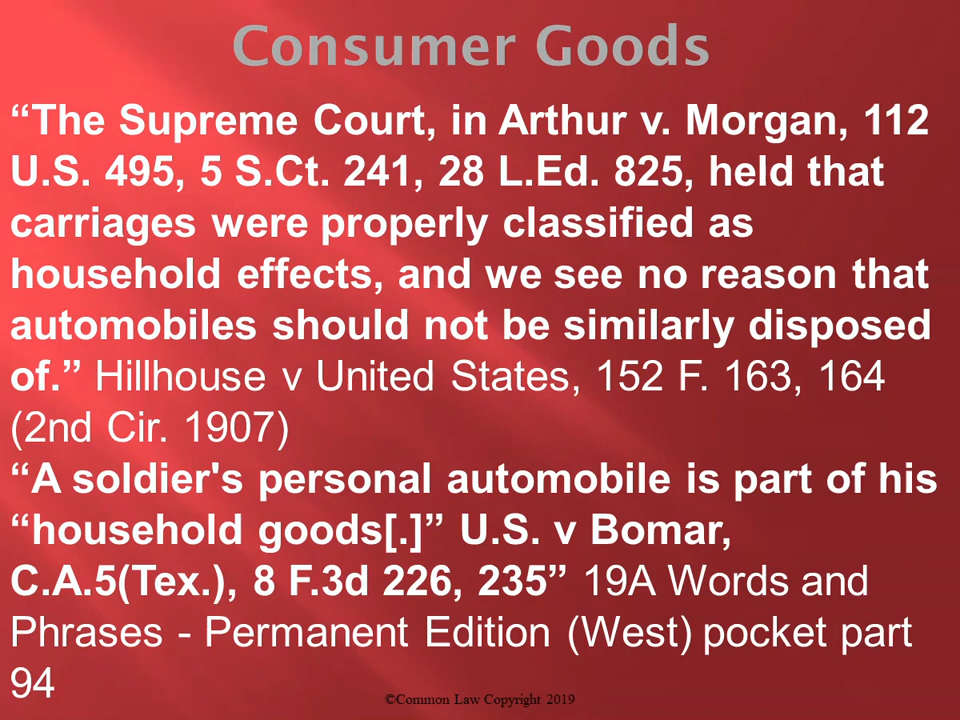 Consumer Goods
“The Supreme Court, in Arthur v. Morgan, 112
U.S. 495, 5 S.Ct. 241, 28 L.Ed. 825, held that
carriages were properly classified as
household effects, and we see no reason that
automobiles should not be similarly disposed
of.” Hillhouse v United States, 152 F. 163, 164
(2nd Cir. 1907)
“A soldier's personal automobile is part of his
“household goods[.]” U.S. v Bomar,
C.A.5(Tex.), 8 F.3d 226, 235” 19A Words and
Phrases - Permanent Edition (West) pocket part
94
©Common Law Copyright 2019